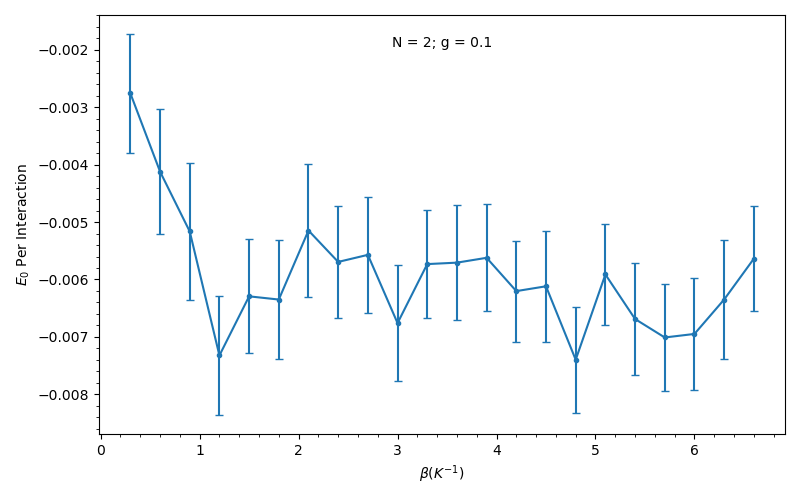 N = 2; g = 0.1
−0.002
−0.003
−0.004
−0.005
−0.006
−0.007
−0.008
E₀ Per Interaction
0 1 2 3 4 5 6
β(K⁻¹)